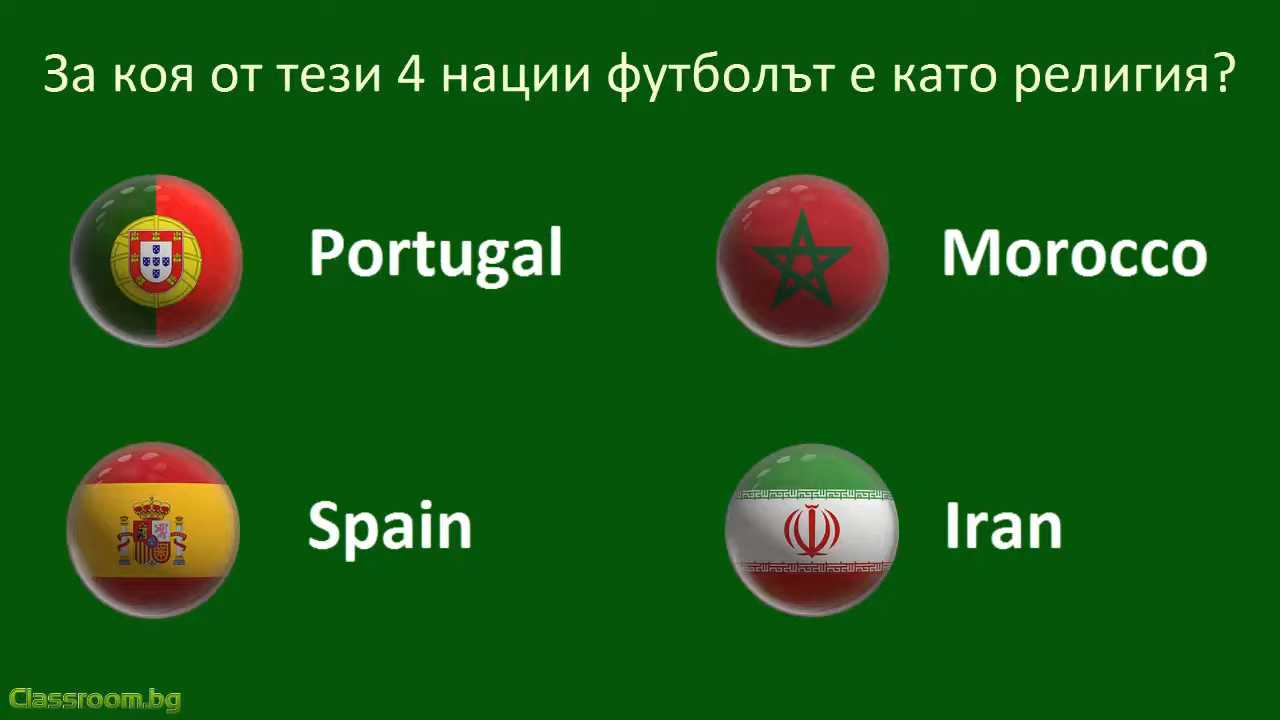 За коя от тези 4 нации футболът е като религия?
Portugal
Morocco
Spain
Iran
Classroom.bg